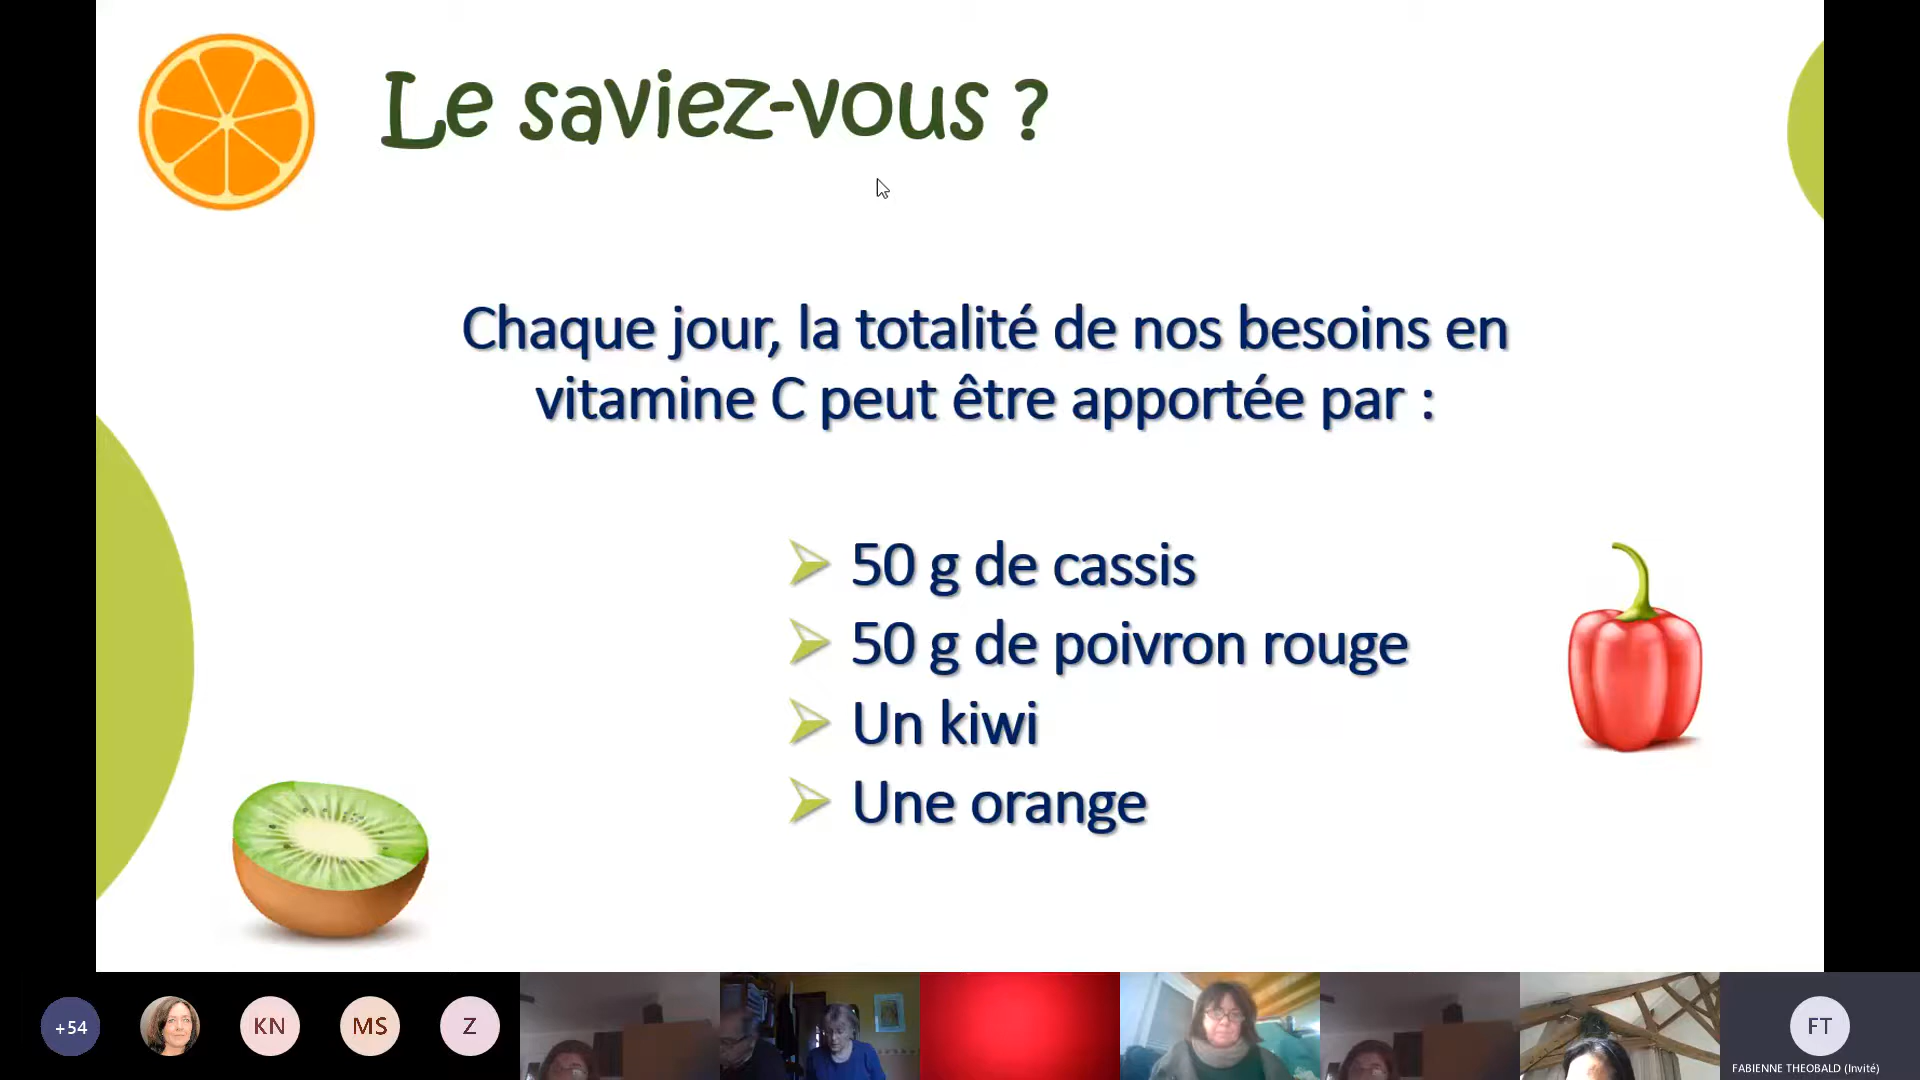 Le saviez-vous ?
Chaque jour, la totalité de nos besoins en
vitamine C peut être apportée par :
50 g de cassis
50 g de poivron rouge
Un kiwi
Une orange
+54
KN
MS
Z
FT
FABIENNE THEOBALD (Invité)